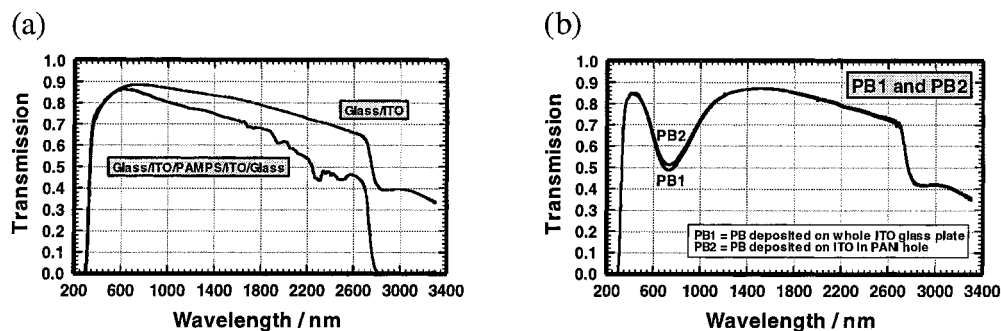 (a)
1.0
0.9
0.8
0.7
0.6
0.5
0.4
0.3
0.2
0.1
0.0
Transmission
Glass/ITO
Glass/ITO/PAMPS/ITO/Glass
200 600 1000 1400 1800 2200 2600 3000 3400
Wavelength / nm
(b)
1.0
0.9
0.8
0.7
0.6
0.5
0.4
0.3
0.2
0.1
0.0
Transmission
PB1 and PB2
PB2
PB1
PB1 = PB deposited on whole ITO glass plate
PB2 = PB deposited on ITO in PANI hole
200 600 1000 1400 1800 2200 2600 3000 3400
Wavelength / nm